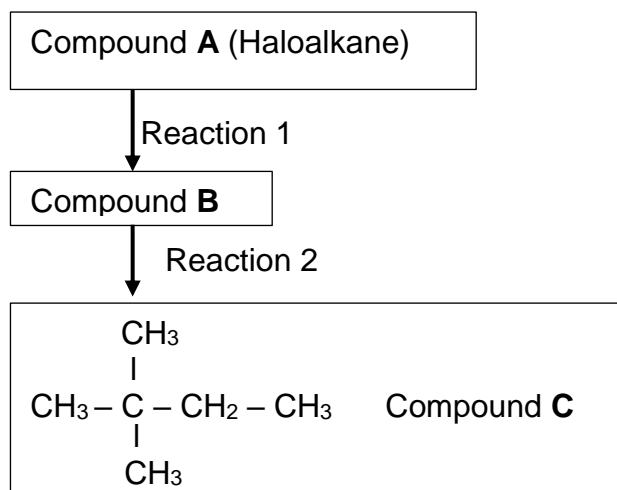 Compound A (Haloalkane)
Reaction 1
Compound B
Reaction 2
CH₃
CH₃ – C – CH₂ – CH₃ Compound C
CH₃